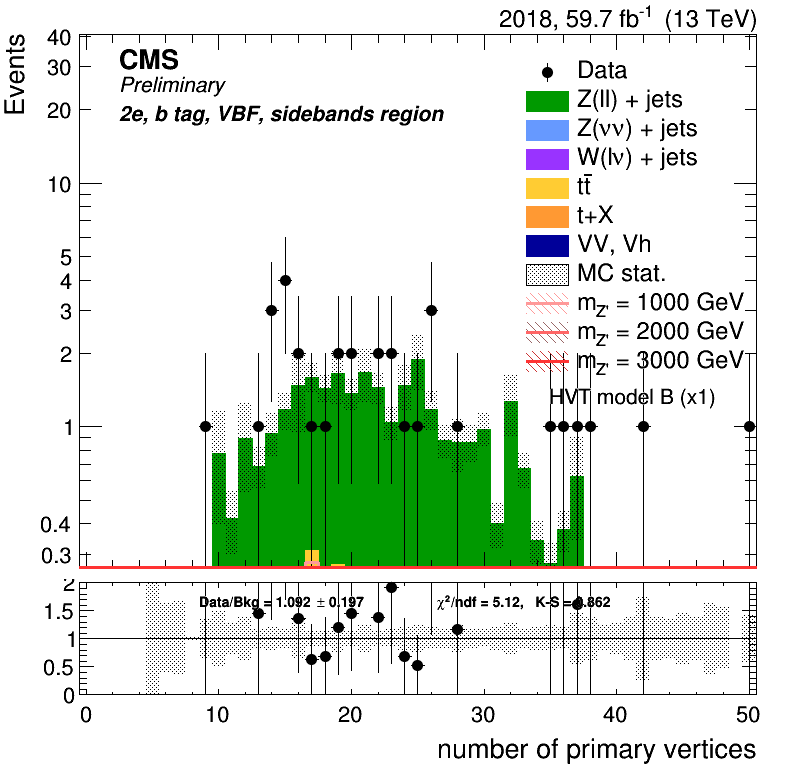 2018, 59.7 fb⁻¹ (13 TeV)
Events
CMS
Preliminary
2e, b tag, VBF, sidebands region
Data
Z(ll) + jets
Z(νν) + jets
W(lν) + jets
tt̄
t+X
VV, Vh
MC stat.
m_Z' = 1000 GeV
m_Z' = 2000 GeV
m_Z' = 3000 GeV
HVT model B (x1)
40
30
20
10
5
4
3
2
1
0.4
0.3
Data/Bkg = 1.092 ± 0.197 χ²/ndf = 5.12, K-S = 0.862
2
1.5
1
0.5
0
0 10 20 30 40 50
number of primary vertices